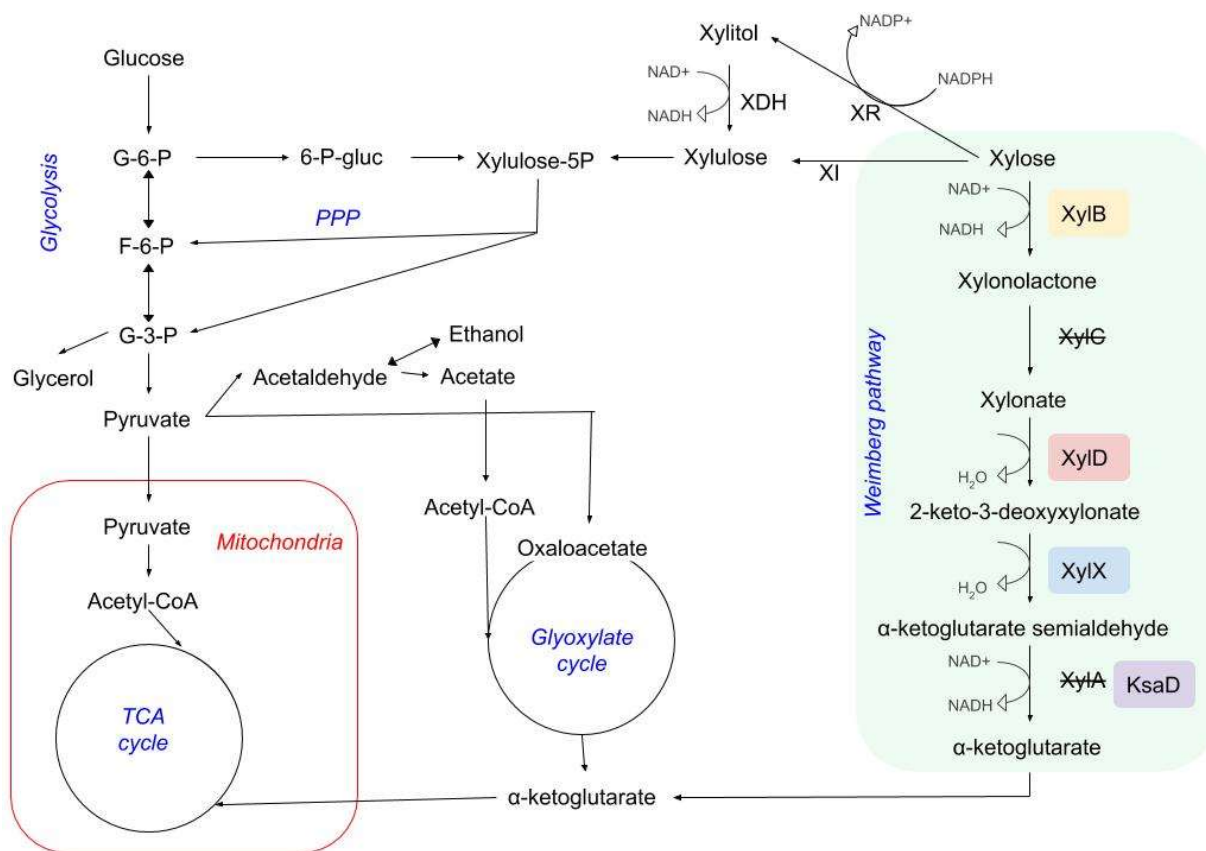 Xylitol
NADP+
Glucose
NAD+
NADPH
NADH
XDH
XR
G-6-P
6-P-gluc
Xylulose-5P
Xylulose
XI
Xylose
Glycolysis
PPP
NAD+
XylB
NADH
F-6-P
Xylonolactone
G-3-P
Ethanol
XylC
Glycerol
Acetaldehyde
Acetate
Xylonate
Pyruvate
Weimberg pathway
XylD
H₂O
Acetyl-CoA
2-keto-3-deoxyxylonate
Pyruvate
Mitochondria
Oxaloacetate
XylX
H₂O
Acetyl-CoA
α-ketoglutarate semialdehyde
Glyoxylate
cycle
NAD+
XylA
KsaD
NADH
TCA
cycle
α-ketoglutarate
α-ketoglutarate